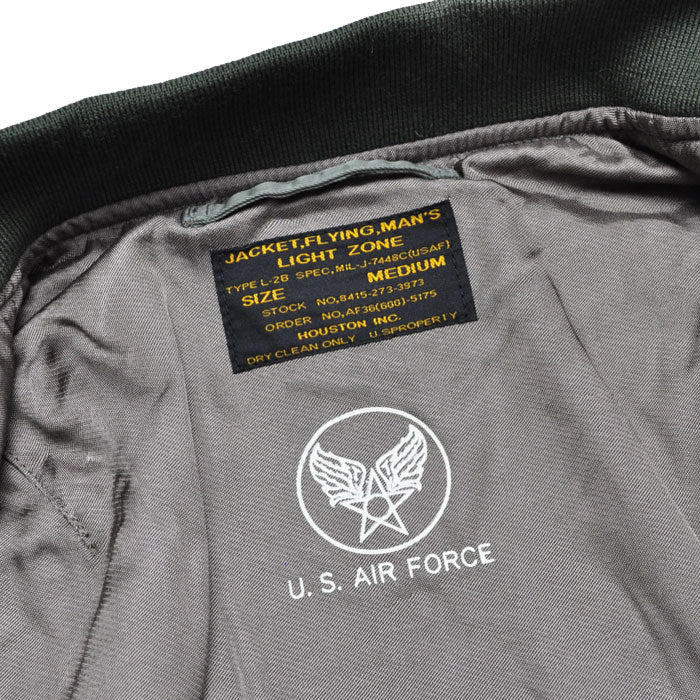 JACKET,FLYING,MAN'S
LIGHT ZONE
TYPE L-2B SPEC,MIL-J-7448C(USAF)
SIZE MEDIUM
STOCK NO,8415-273-3973
ORDER NO,AF36(600)-5175
HOUSTON INC.
DRY CLEAN ONLY U.SPROPERTY
U. S. AIR FORCE